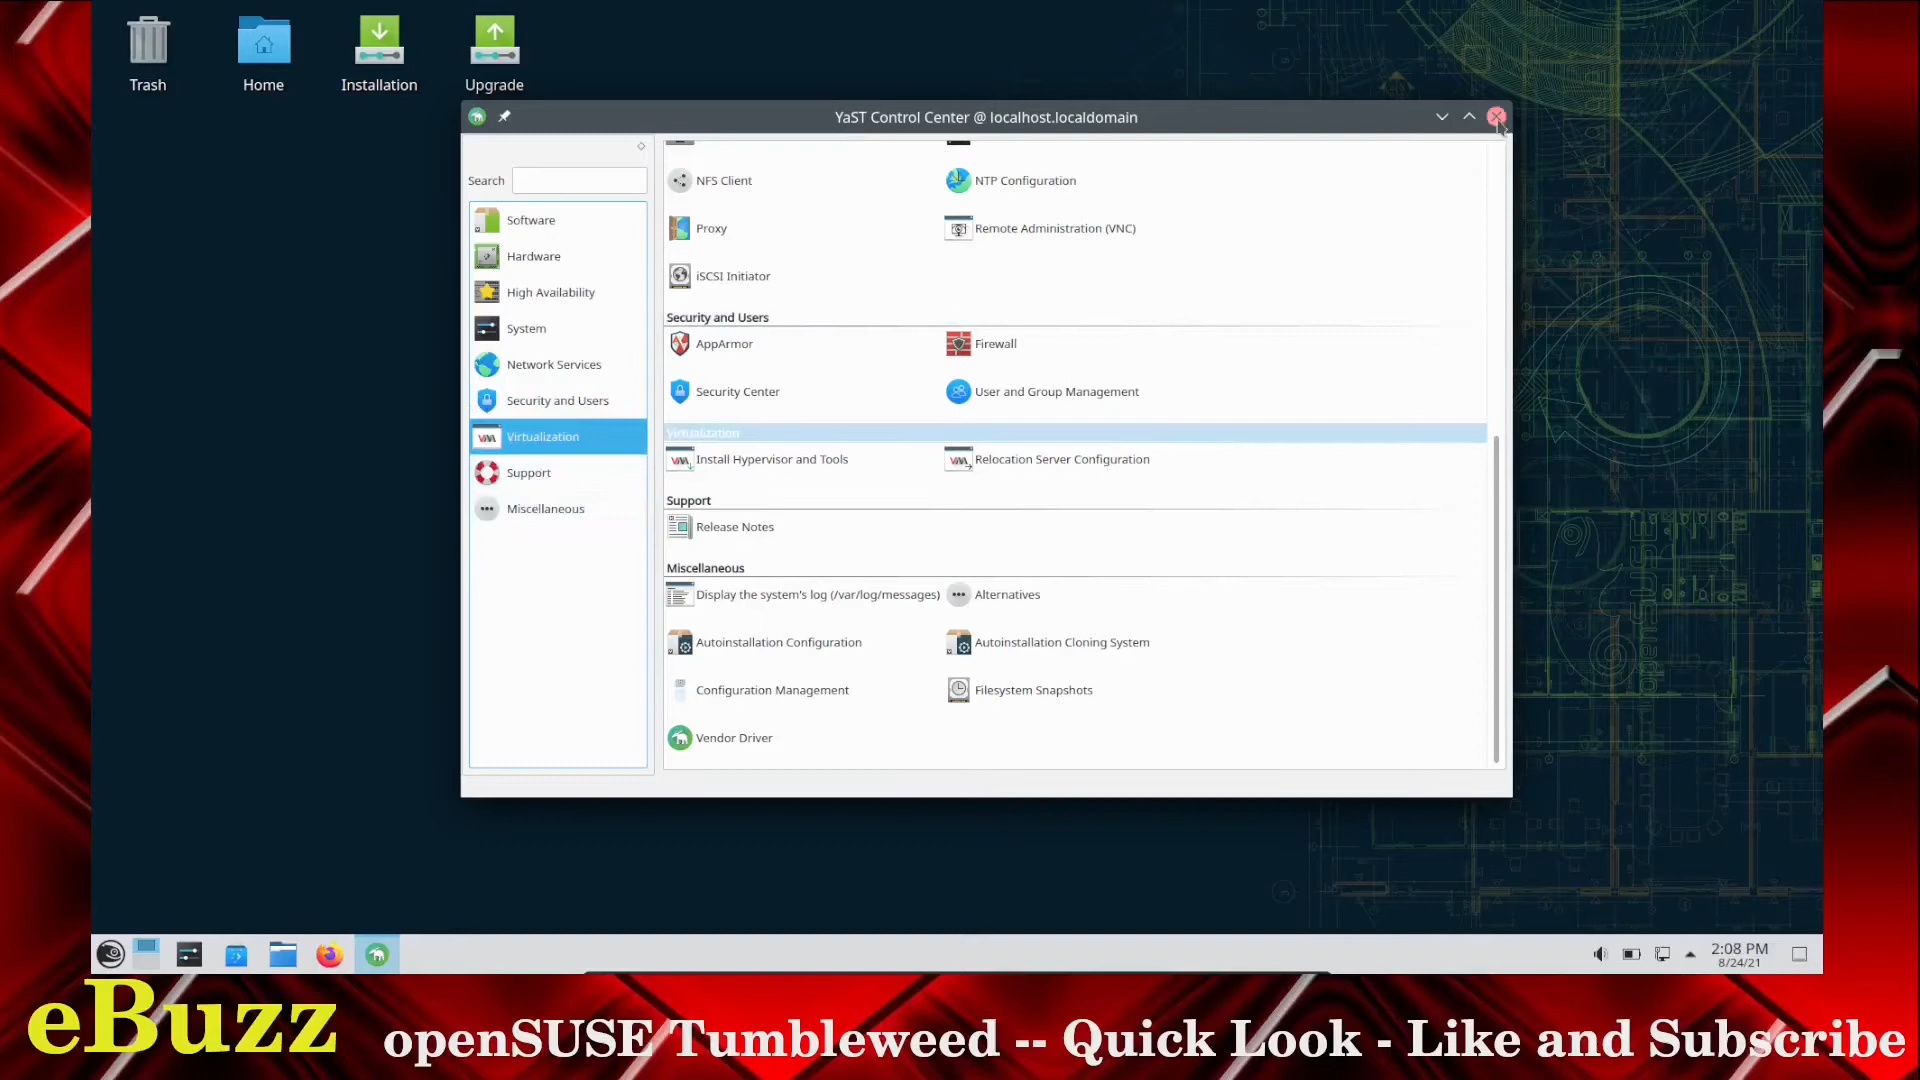 Trash
Home
Installation
Upgrade
YaST Control Center @ localhost.localdomain
Search
Software
Hardware
High Availability
System
Network Services
Security and Users
Virtualization
Support
Miscellaneous
NFS Client
NTP Configuration
Proxy
Remote Administration (VNC)
iSCSI Initiator
Security and Users
AppArmor
Firewall
Security Center
User and Group Management
Virtualization
Install Hypervisor and Tools
Relocation Server Configuration
Support
Release Notes
Miscellaneous
Display the system's log (/var/log/messages)
Alternatives
Autoinstallation Configuration
Autoinstallation Cloning System
Configuration Management
Filesystem Snapshots
Vendor Driver
openSUSE
2:08 PM
8/24/21
eBuzz
openSUSE Tumbleweed -- Quick Look - Like and Subscribe